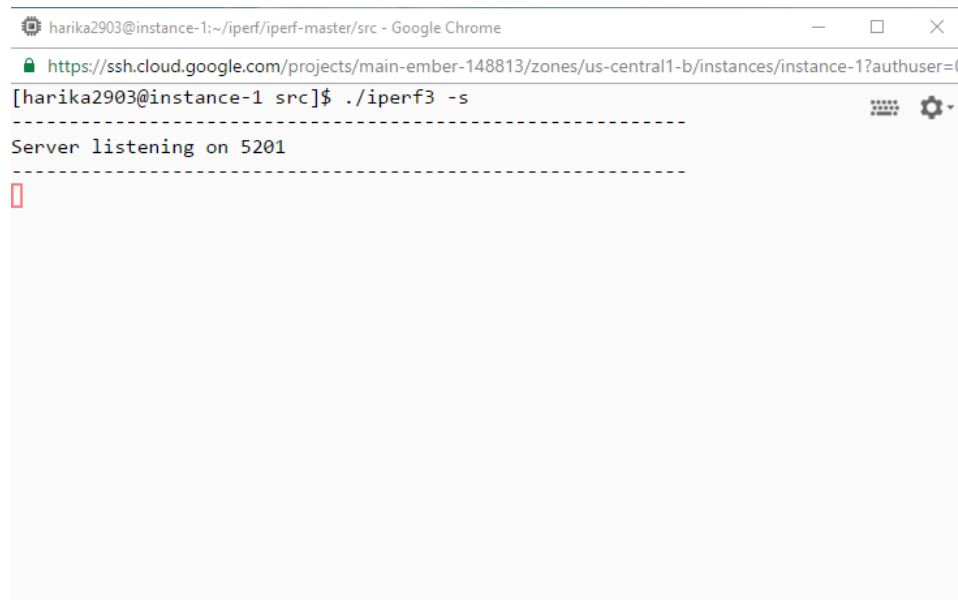 harika2903@instance-1:~/iperf/iperf-master/src - Google Chrome
https://ssh.cloud.google.com/projects/main-ember-148813/zones/us-central1-b/instances/instance-1?authuser=0
[harika2903@instance-1 src]$ ./iperf3 -s
-----------------------------------------------------------
Server listening on 5201
-----------------------------------------------------------